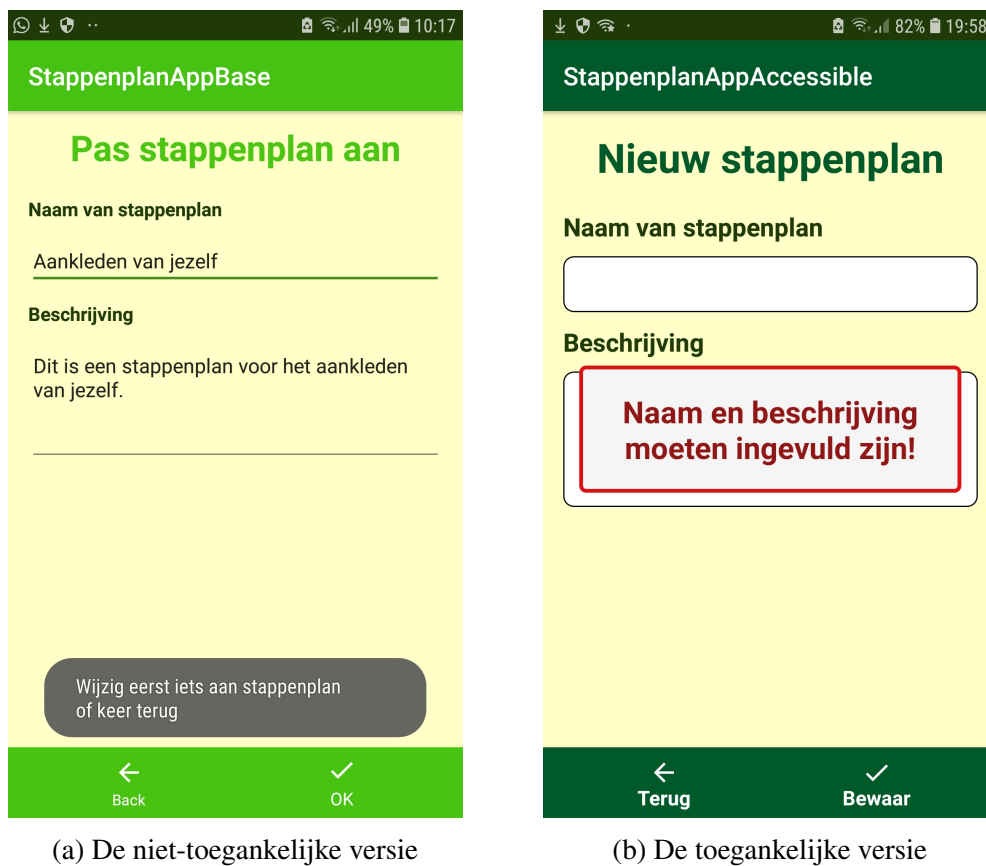 49% 10:17
StappenplanAppBase
Pas stappenplan aan
Naam van stappenplan
Aankleden van jezelf
Beschrijving
Dit is een stappenplan voor het aankleden
van jezelf.
Wijzig eerst iets aan stappenplan
of keer terug
Back
OK
(a) De niet-toegankelijke versie
82% 19:58
StappenplanAppAccessible
Nieuw stappenplan
Naam van stappenplan
Beschrijving
Naam en beschrijving
moeten ingevuld zijn!
Terug
Bewaar
(b) De toegankelijke versie